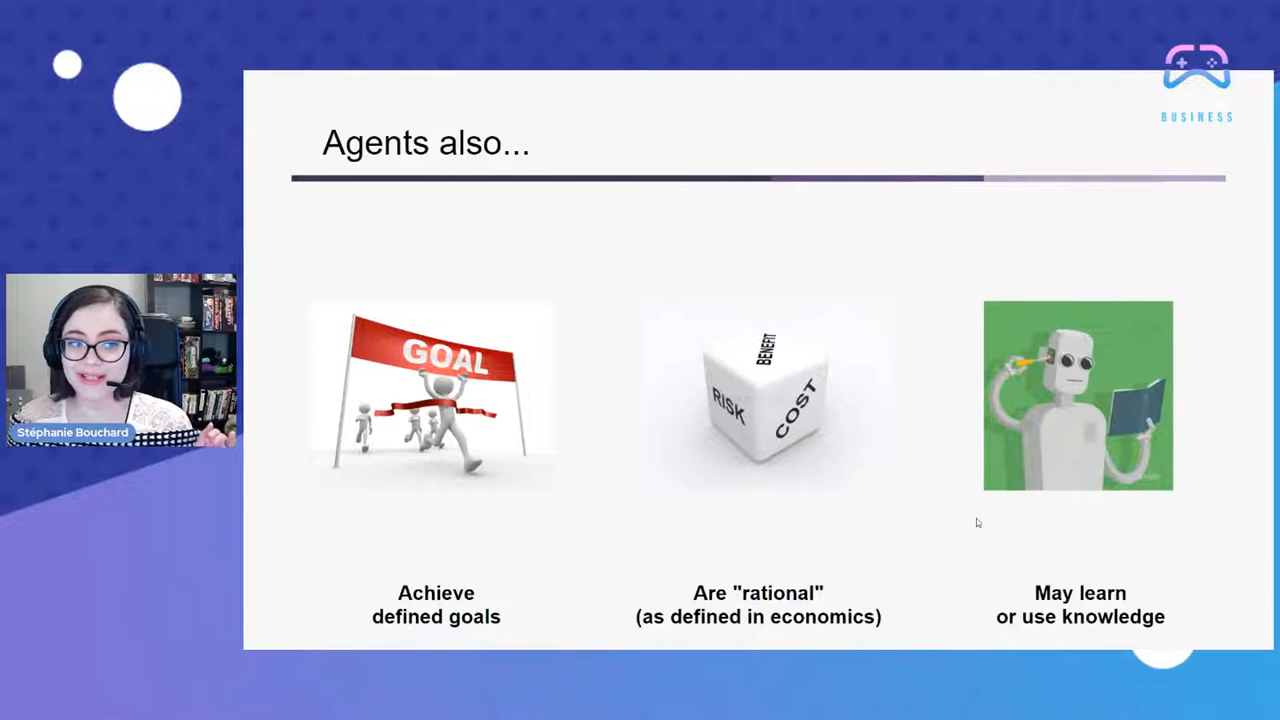 BUSINESS
Agents also...
GOAL
BENEFIT
RISK
COST
Stéphanie Bouchard
Achieve
defined goals
Are "rational"
(as defined in economics)
May learn
or use knowledge